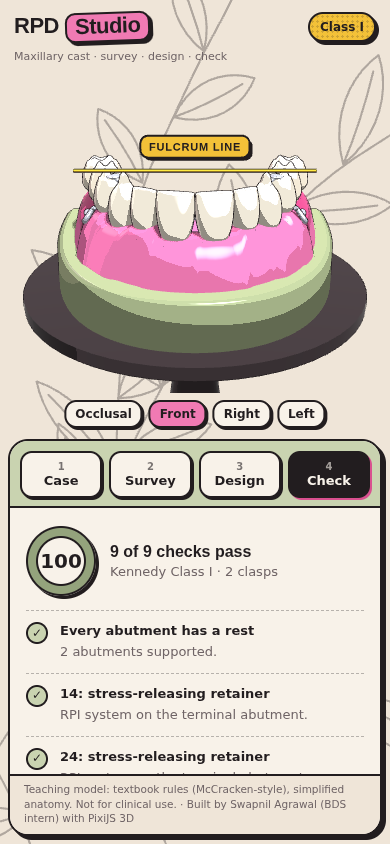 RPD Studio
Class I
Maxillary cast · survey · design · check
FULCRUM LINE
Occlusal
Front
Right
Left
1
Case
2
Survey
3
Design
4
Check
100
9 of 9 checks pass
Kennedy Class I · 2 clasps
Every abutment has a rest
2 abutments supported.
14: stress-releasing retainer
RPI system on the terminal abutment.
24: stress-releasing retainer
Teaching model: textbook rules (McCracken-style), simplified
anatomy. Not for clinical use. · Built by Swapnil Agrawal (BDS
intern) with PixiJS 3D